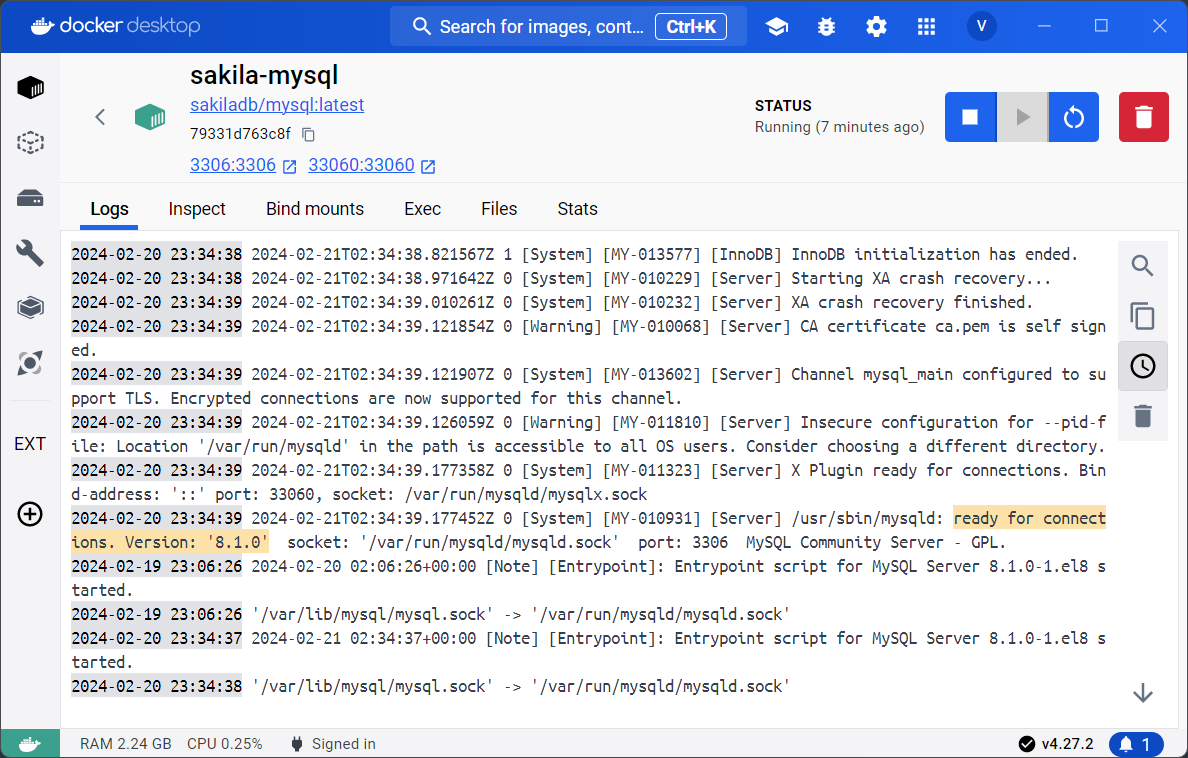 docker desktop
Search for images, cont... Ctrl+K
V
sakila-mysql
sakiladb/mysql:latest
79331d763c8f
3306:3306 33060:33060
STATUS
Running (7 minutes ago)
Logs Inspect Bind mounts Exec Files Stats
2024-02-20 23:34:38 2024-02-21T02:34:38.821567Z 1 [System] [MY-013577] [InnoDB] InnoDB initialization has ended.
2024-02-20 23:34:38 2024-02-21T02:34:38.971642Z 0 [System] [MY-010229] [Server] Starting XA crash recovery...
2024-02-20 23:34:39 2024-02-21T02:34:39.010261Z 0 [System] [MY-010232] [Server] XA crash recovery finished.
2024-02-20 23:34:39 2024-02-21T02:34:39.121854Z 0 [Warning] [MY-010068] [Server] CA certificate ca.pem is self sign
ed.
2024-02-20 23:34:39 2024-02-21T02:34:39.121907Z 0 [System] [MY-013602] [Server] Channel mysql_main configured to su
pport TLS. Encrypted connections are now supported for this channel.
2024-02-20 23:34:39 2024-02-21T02:34:39.126059Z 0 [Warning] [MY-011810] [Server] Insecure configuration for --pid-f
ile: Location '/var/run/mysqld' in the path is accessible to all OS users. Consider choosing a different directory.
2024-02-20 23:34:39 2024-02-21T02:34:39.177358Z 0 [System] [MY-011323] [Server] X Plugin ready for connections. Bin
d-address: '::' port: 33060, socket: /var/run/mysqld/mysqlx.sock
2024-02-20 23:34:39 2024-02-21T02:34:39.177452Z 0 [System] [MY-010931] [Server] /usr/sbin/mysqld: ready for connect
ions. Version: '8.1.0'  socket: '/var/run/mysqld/mysqld.sock'  port: 3306  MySQL Community Server - GPL.
2024-02-19 23:06:26 2024-02-20 02:06:26+00:00 [Note] [Entrypoint]: Entrypoint script for MySQL Server 8.1.0-1.el8 s
tarted.
2024-02-19 23:06:26 '/var/lib/mysql/mysql.sock' -> '/var/run/mysqld/mysqld.sock'
2024-02-20 23:34:37 2024-02-21 02:34:37+00:00 [Note] [Entrypoint]: Entrypoint script for MySQL Server 8.1.0-1.el8 s
tarted.
2024-02-20 23:34:38 '/var/lib/mysql/mysql.sock' -> '/var/run/mysqld/mysqld.sock'
EXT
RAM 2.24 GB CPU 0.25% Signed in
v4.27.2
1